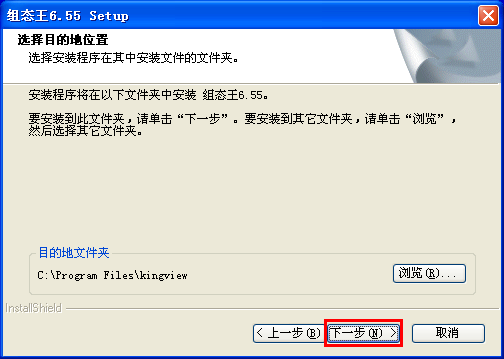 组态王6.55 Setup
选择目的地位置
选择安装程序在其中安装文件的文件夹。
安装程序将在以下文件夹中安装 组态王6.55。
要安装到此文件夹，请单击“下一步”。要安装到其它文件夹，请单击“浏览”，
然后选择其它文件夹。
目的地文件夹
C:\Program Files\kingview
浏览(R)...
InstallShield
< 上一步(B)
下一步(N) >
取消